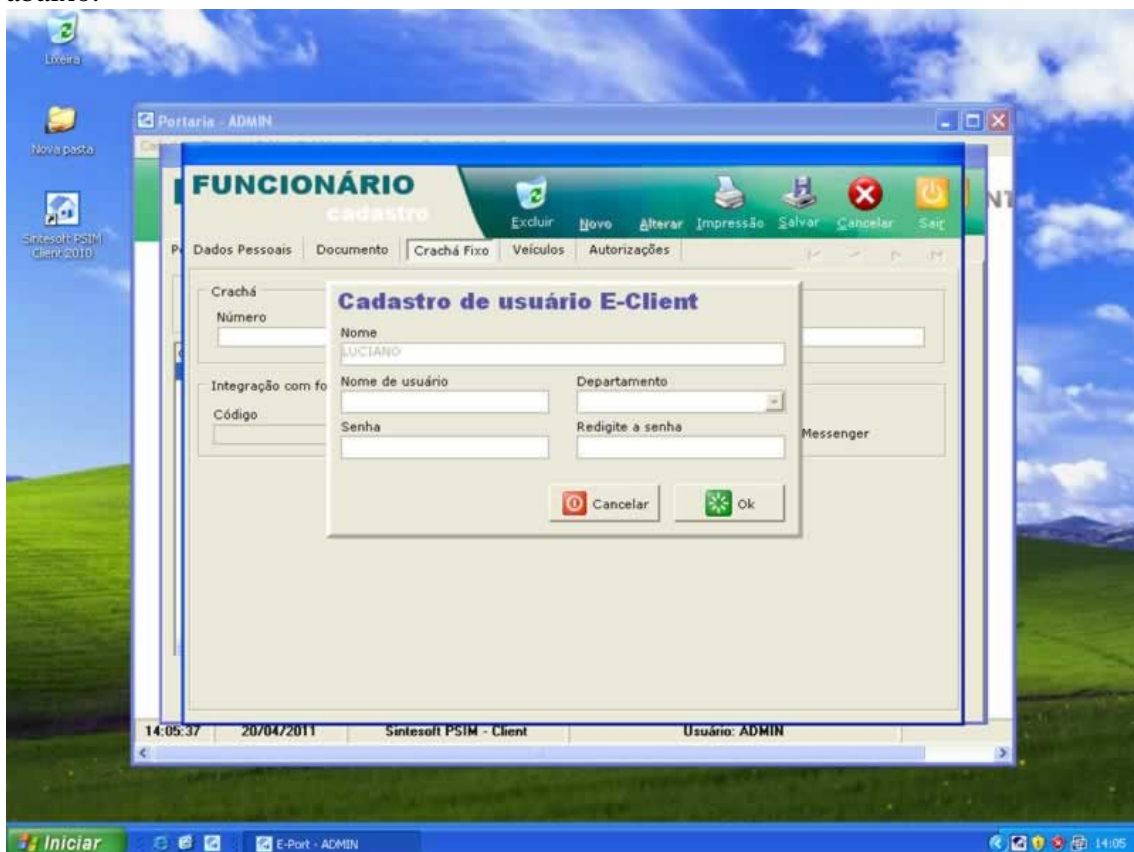 abaixo.
Lixeira
Nova pasta
Sintesoft PSIM
Client 2010
Portaria - ADMIN
FUNCIONÁRIO
cadastro
Excluir Novo Alterar Impressão Salvar Cancelar Sair
Dados Pessoais Documento Crachá Fixo Veículos Autorizações
Crachá
Número
Cadastro de usuário E-Client
Nome
LUCIANO
Integração com fo
Nome de usuário Departamento
Código
Senha Redigite a senha
Messenger
Cancelar Ok
14:05:37 20/04/2011 Sintesoft PSIM - Client Usuário: ADMIN
Iniciar E-Port - ADMIN 14:05